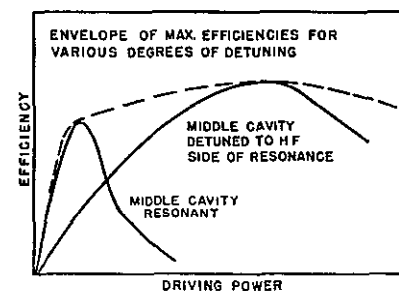 ENVELOPE OF MAX. EFFICIENCIES FOR
VARIOUS DEGREES OF DETUNING
EFFICIENCY
MIDDLE CAVITY
DETUNED TO HF
SIDE OF RESONANCE
MIDDLE CAVITY
RESONANT
DRIVING POWER